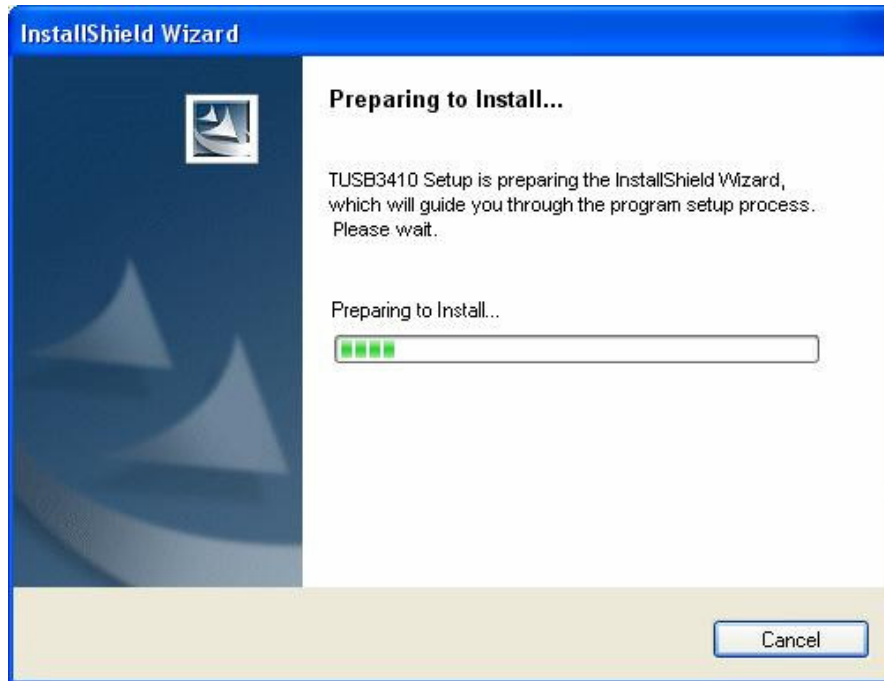 InstallShield Wizard
Preparing to Install...
TUSB3410 Setup is preparing the InstallShield Wizard,
which will guide you through the program setup process.
Please wait.
Preparing to Install...
Cancel